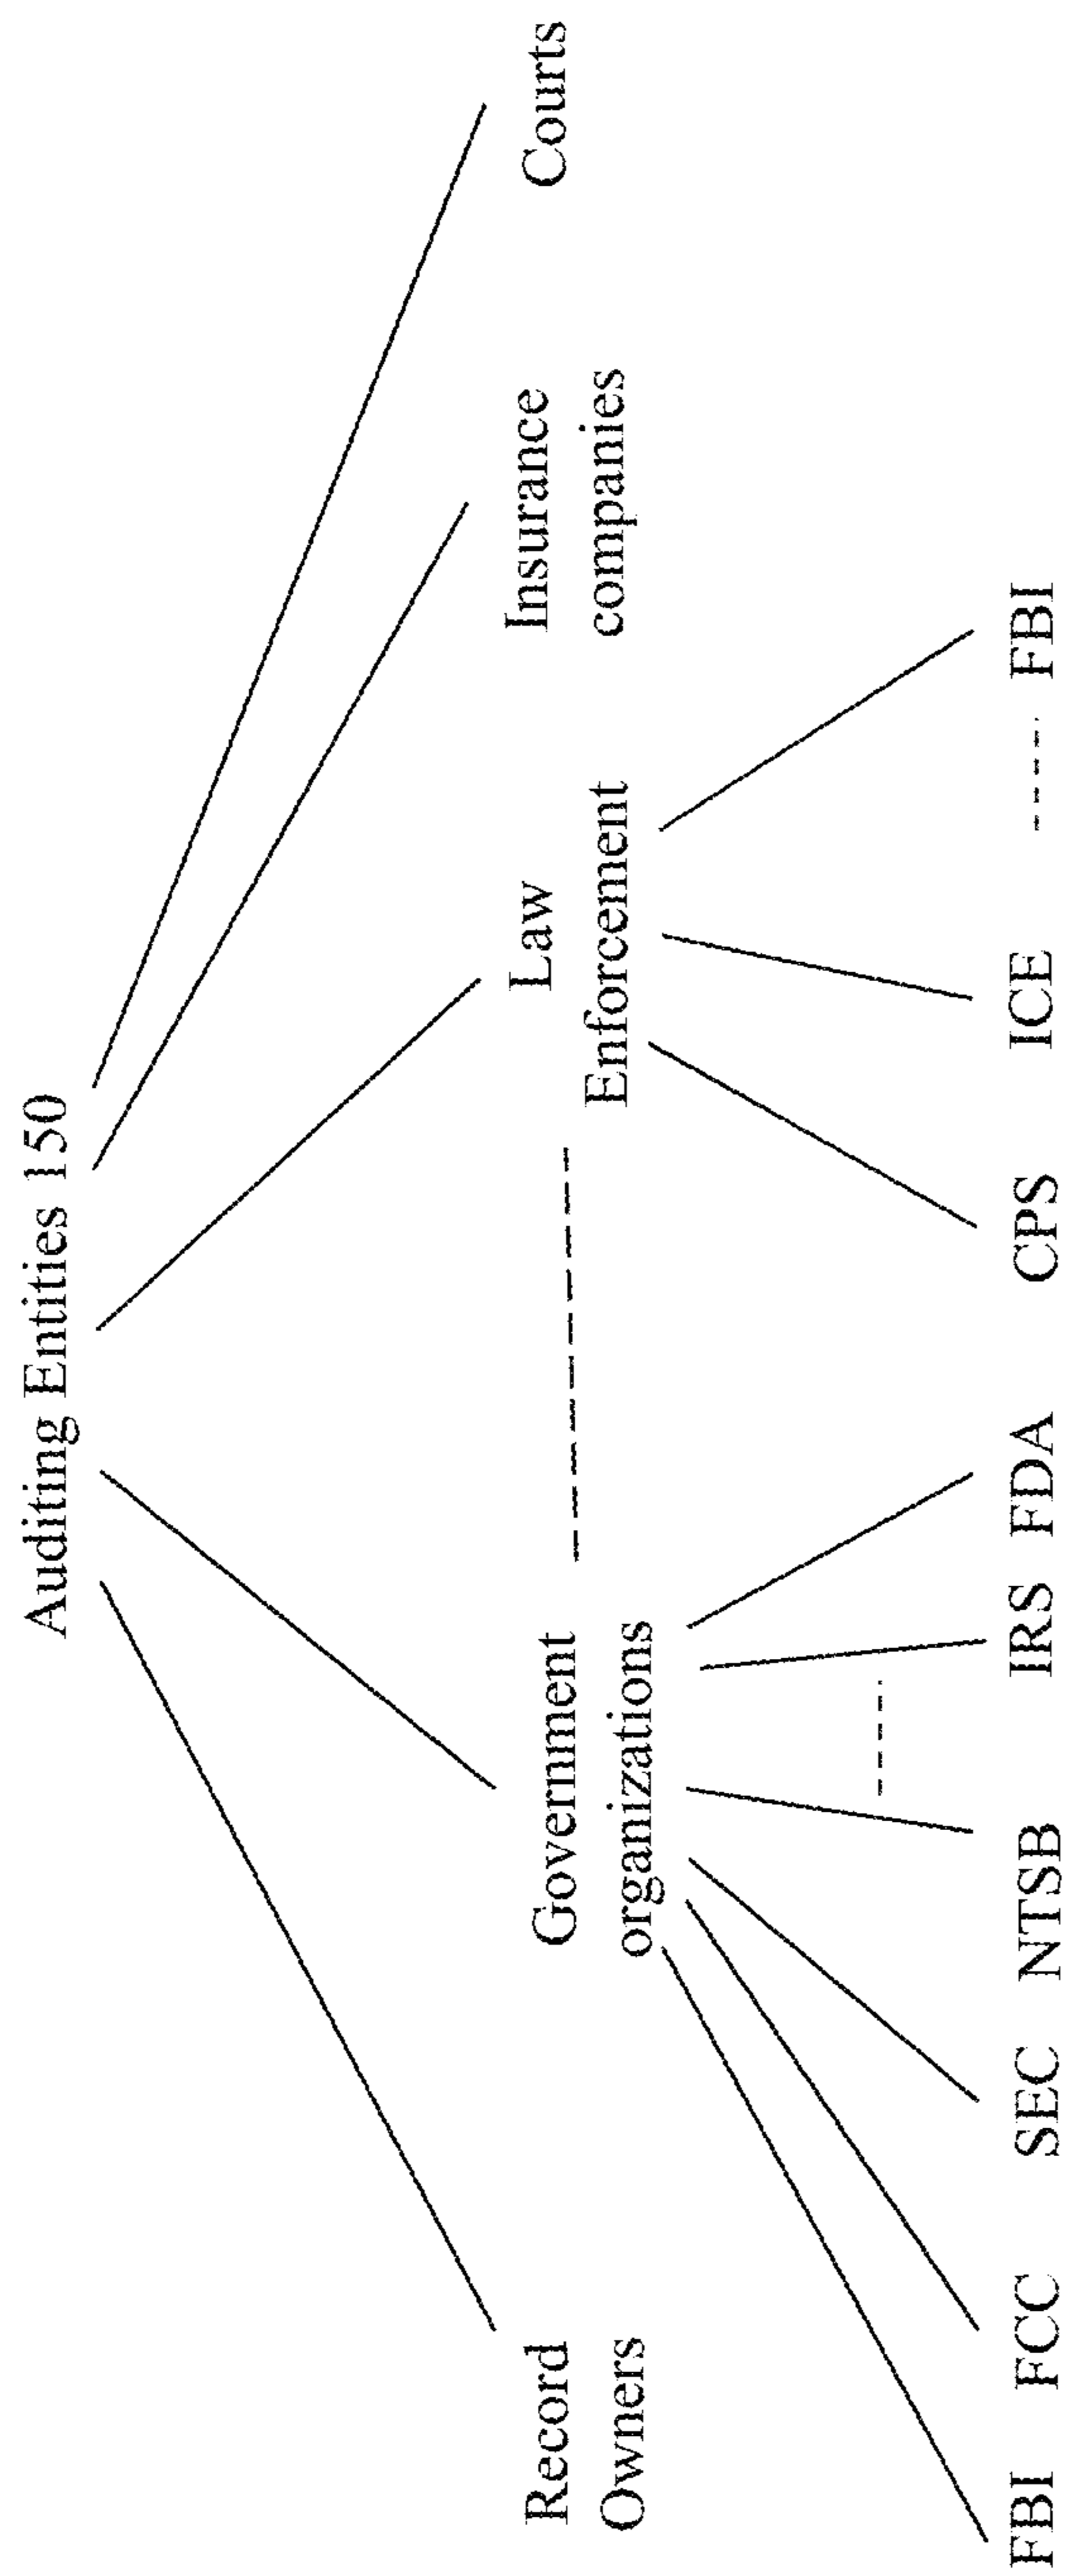 Auditing Entities 150
Record
Owners
Government
organizations
Law
Enforcement
Insurance
companies
Courts
FBI
FCC
SEC
NTSB
IRS
FDA
CPS
ICE
FBI